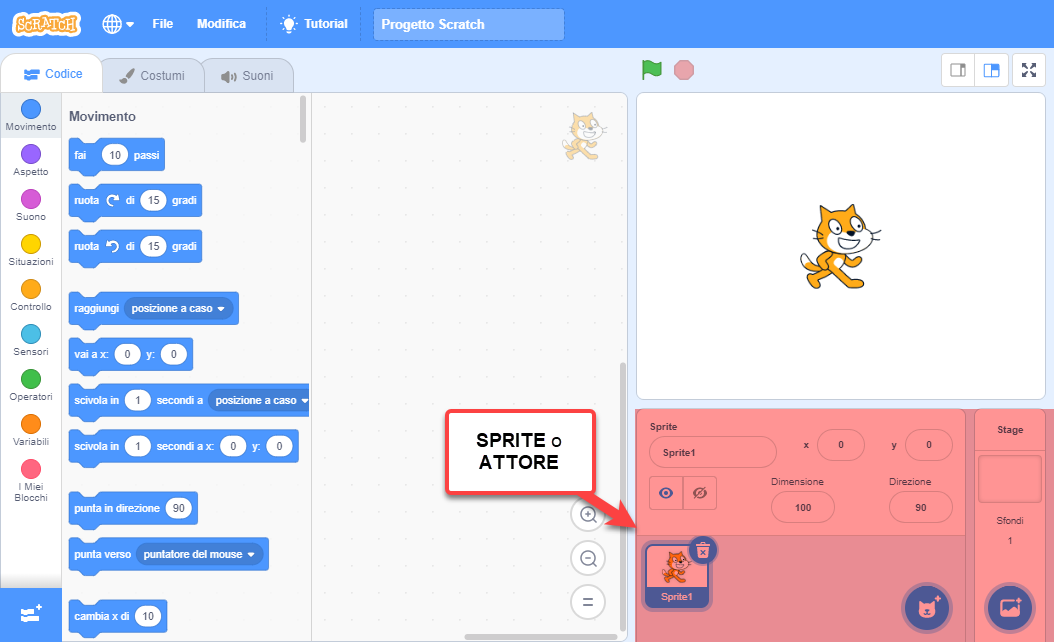 SCRATCH
File
Modifica
Tutorial
Progetto Scratch
Codice
Costumi
Suoni
Movimento
Aspetto
Suono
Situazioni
Controllo
Sensori
Operatori
Variabili
I Miei
Blocchi
Movimento
fai 10 passi
ruota di 15 gradi
ruota di 15 gradi
raggiungi posizione a caso
vai a x: 0 y: 0
scivola in 1 secondi a posizione a caso
scivola in 1 secondi a x: 0 y: 0
punta in direzione 90
punta verso puntatore del mouse
cambia x di 10
SPRITE O
ATTORE
Sprite
Sprite1
x 0 y 0
Dimensione
100
Direzione
90
Sprite1
Stage
Sfondi
1